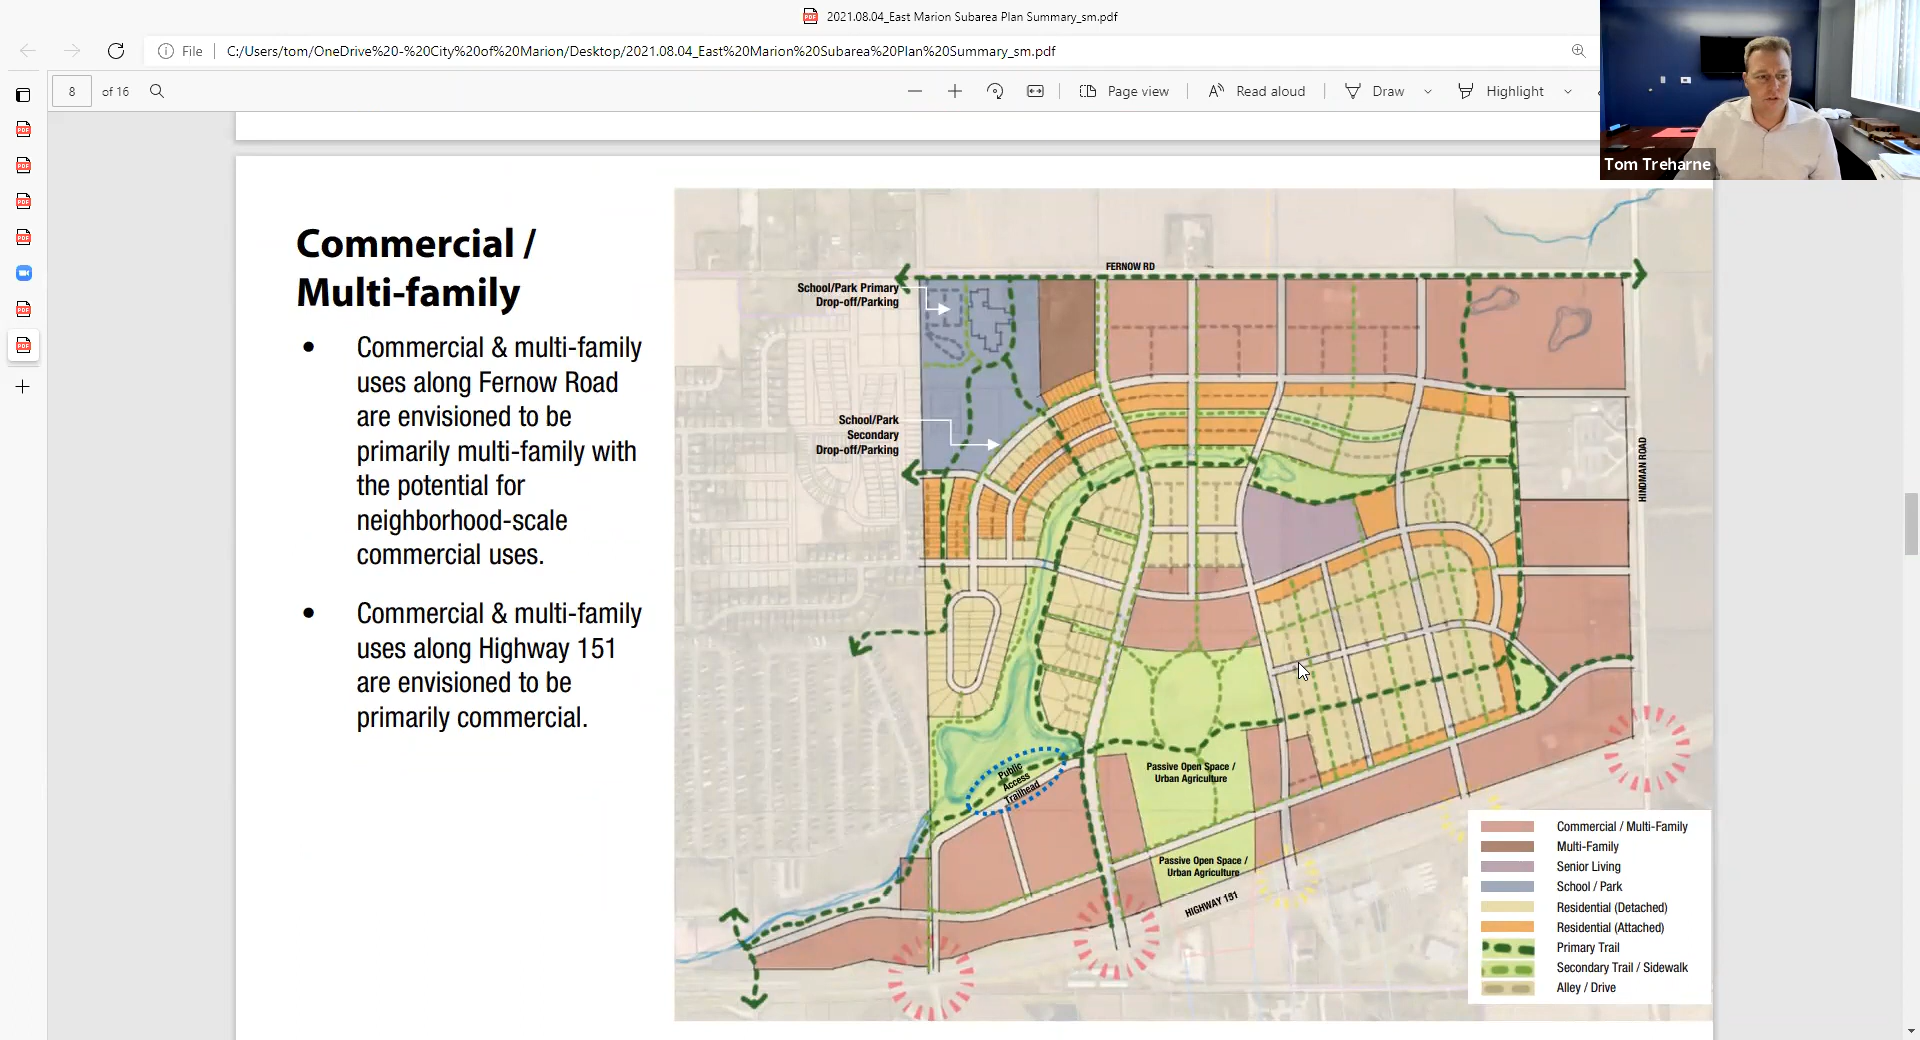 2021.08.04_East Marion Subarea Plan Summary_sm.pdf
File
C:/Users/tom/OneDrive%20-%20City%20of%20Marion/Desktop/2021.08.04_East%20Marion%20Subarea%20Plan%20Summary_sm.pdf
8 of 16
Page view
Read aloud
Draw
Highlight
Tom Treharne
Commercial /
Multi-family
• Commercial & multi-family
uses along Fernow Road
are envisioned to be
primarily multi-family with
the potential for
neighborhood-scale
commercial uses.
• Commercial & multi-family
uses along Highway 151
are envisioned to be
primarily commercial.
FERNOW RD
School/Park Primary
Drop-off/Parking
School/Park
Secondary
Drop-off/Parking
HINDMAN ROAD
Public
Access
Trailhead
Passive Open Space /
Urban Agriculture
Passive Open Space /
Urban Agriculture
HIGHWAY 151
Commercial / Multi-Family
Multi-Family
Senior Living
School / Park
Residential (Detached)
Residential (Attached)
Primary Trail
Secondary Trail / Sidewalk
Alley / Drive